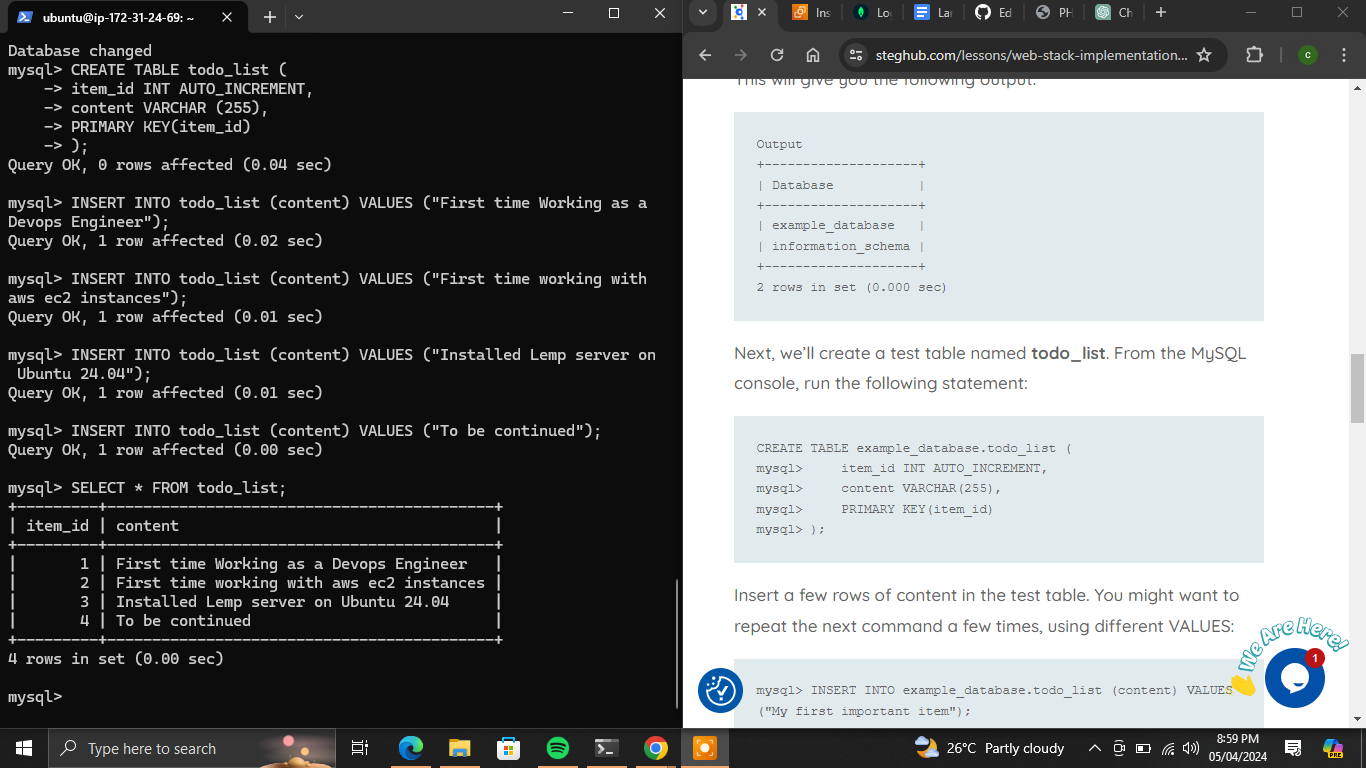 ubuntu@ip-172-31-24-69: ~
Database changed
mysql> CREATE TABLE todo_list (
    -> item_id INT AUTO_INCREMENT,
    -> content VARCHAR (255),
    -> PRIMARY KEY(item_id)
    -> );
Query OK, 0 rows affected (0.04 sec)
mysql> INSERT INTO todo_list (content) VALUES ("First time Working as a
Devops Engineer");
Query OK, 1 row affected (0.02 sec)
mysql> INSERT INTO todo_list (content) VALUES ("First time working with
aws ec2 instances");
Query OK, 1 row affected (0.01 sec)
mysql> INSERT INTO todo_list (content) VALUES ("Installed Lemp server on
 Ubuntu 24.04");
Query OK, 1 row affected (0.01 sec)
mysql> INSERT INTO todo_list (content) VALUES ("To be continued");
Query OK, 1 row affected (0.00 sec)
mysql> SELECT * FROM todo_list;
+---------+-------------------------------------------+
| item_id | content                                   |
+---------+-------------------------------------------+
|       1 | First time Working as a Devops Engineer   |
|       2 | First time working with aws ec2 instances |
|       3 | Installed Lemp server on Ubuntu 24.04     |
|       4 | To be continued                           |
+---------+-------------------------------------------+
4 rows in set (0.00 sec)
mysql>
Ins
Lo
Lar
Ed
PH
Ch
steghub.com/lessons/web-stack-implementation...
c
This will give you the following output:
Output
+--------------------+
| Database           |
+--------------------+
| example_database   |
| information_schema |
+--------------------+
2 rows in set (0.000 sec)
Next, we’ll create a test table named todo_list. From the MySQL
console, run the following statement:
CREATE TABLE example_database.todo_list (
mysql>     item_id INT AUTO_INCREMENT,
mysql>     content VARCHAR(255),
mysql>     PRIMARY KEY(item_id)
mysql> );
Insert a few rows of content in the test table. You might want to
repeat the next command a few times, using different VALUES:
We Are Here!
1
mysql> INSERT INTO example_database.todo_list (content) VALUES
("My first important item");
Type here to search
26°C Partly cloudy
8:59 PM
05/04/2024
PRE